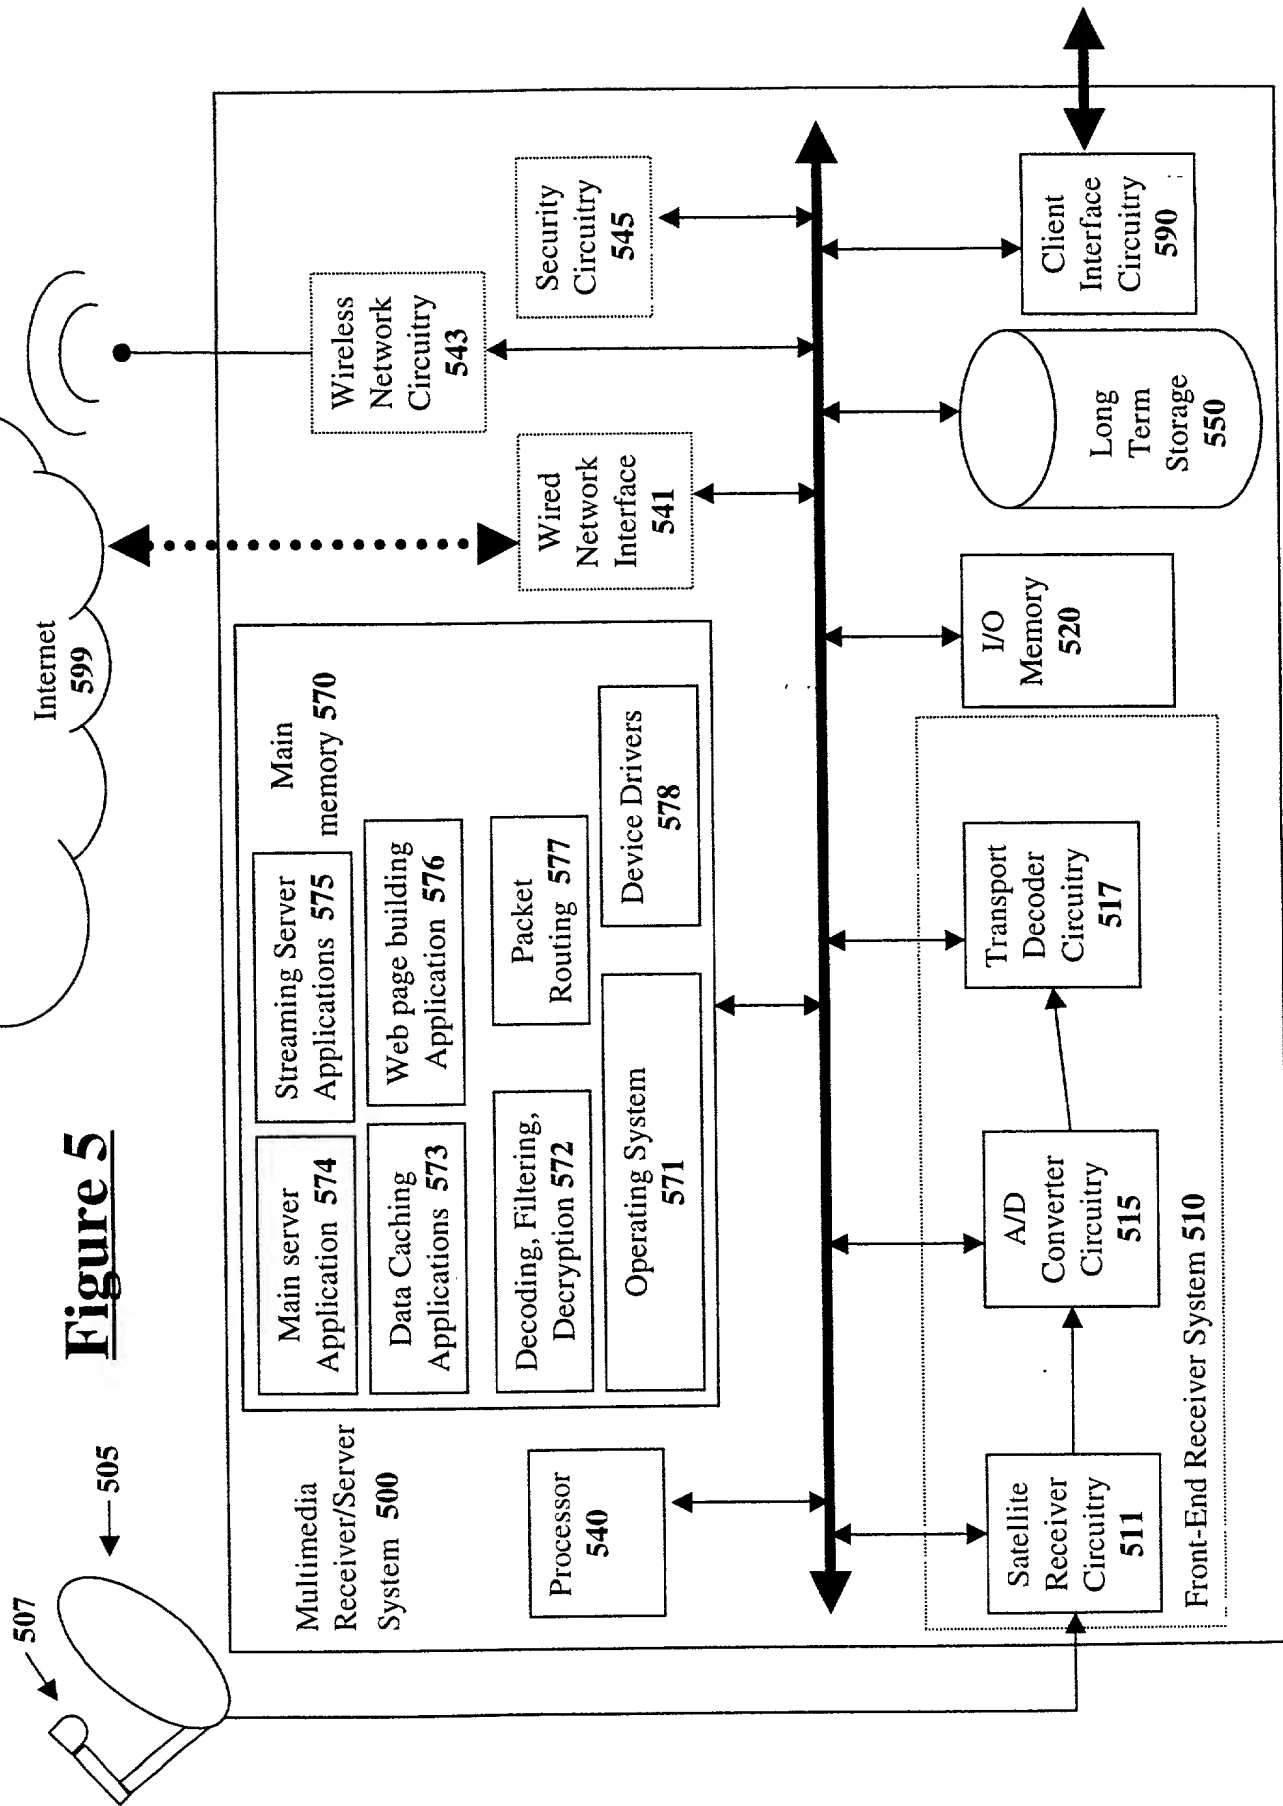 Figure 5
507
505
Internet
599
Multimedia
Receiver/Server
System 500
Main
memory 570
Main server
Application 574
Streaming Server
Applications 575
Data Caching
Applications 573
Web page building
Application 576
Decoding, Filtering,
Decryption 572
Packet
Routing 577
Operating System
571
Device Drivers
578
Wireless
Network
Circuitry
543
Wired
Network
Interface
541
Security
Circuitry
545
Processor
540
Satellite
Receiver
Circuitry
511
A/D
Converter
Circuitry
515
Transport
Decoder
Circuitry
517
Front-End Receiver System 510
I/O
Memory
520
Long
Term
Storage
550
Client
Interface
Circuitry
590